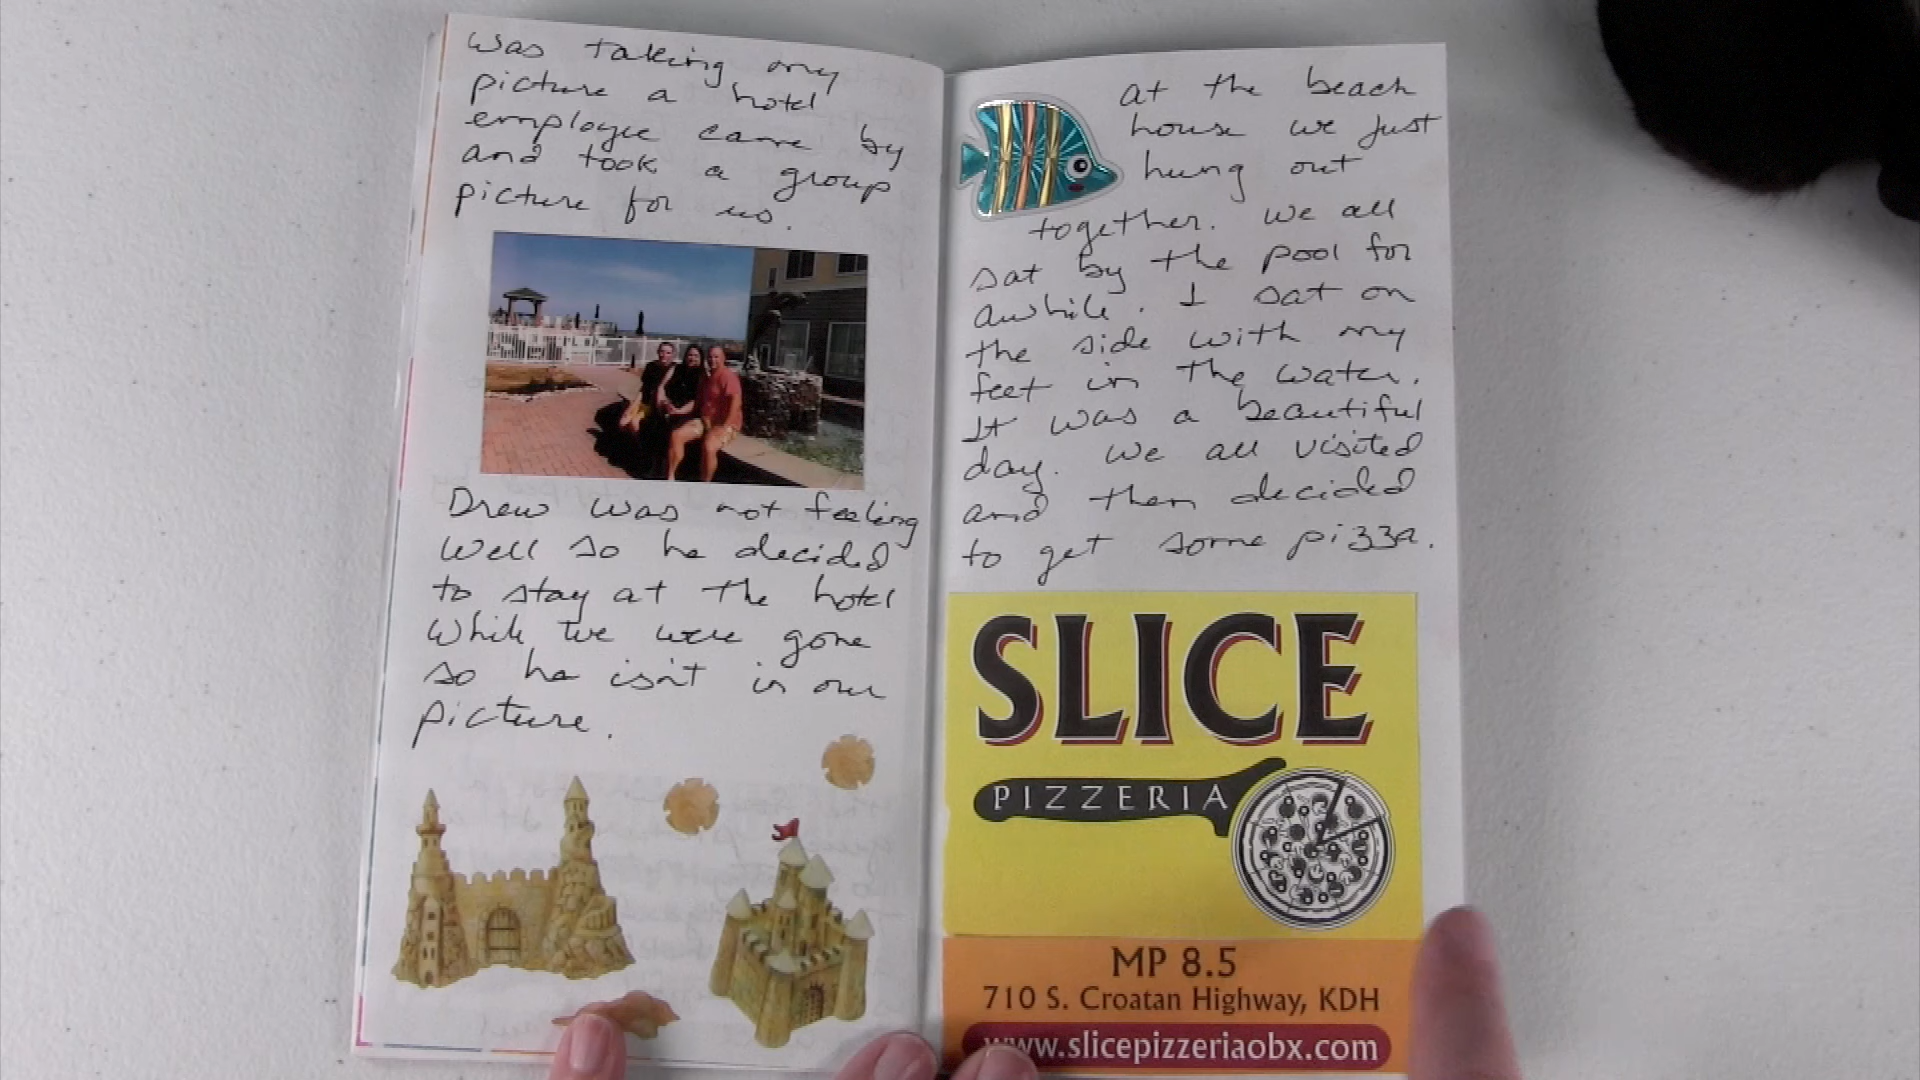 was taking my
picture a hotel
employee came by
and took a group
picture for us.
Drew was not feeling
well so he decided
to stay at the hotel
while we were gone
so he isn't in our
picture.
at the beach
house we just
hung out
together. We all
sat by the pool for
awhile. I sat on
the side with my
feet in the water.
It was a beautiful
day. We all visited
and then decided
to get some pizza.
SLICE
PIZZERIA
MP 8.5
710 S. Croatan Highway, KDH
www.slicepizzeriaobx.com